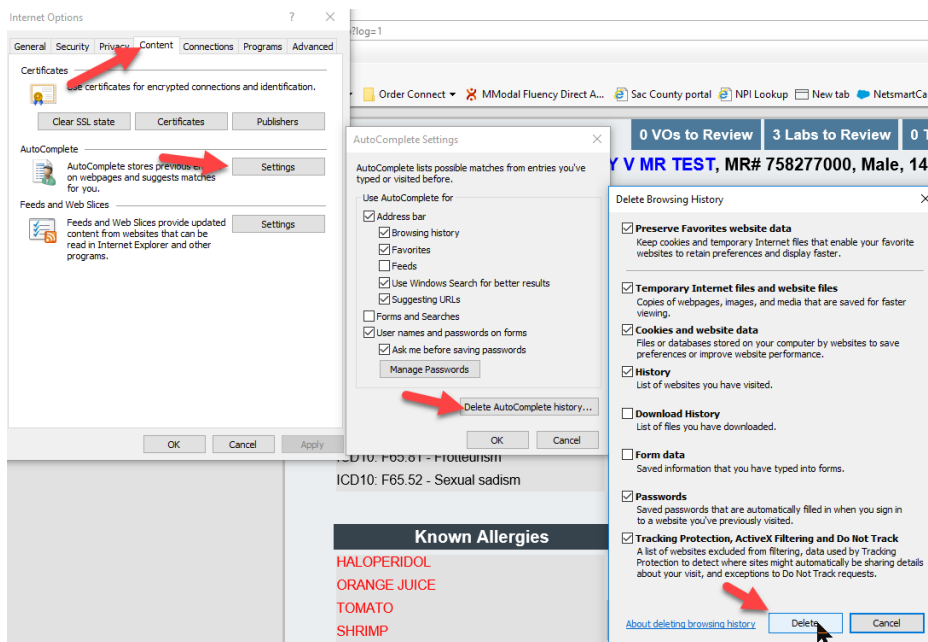 Internet Options
?log=1
General Security Privacy Content Connections Programs Advanced
Certificates
Use certificates for encrypted connections and identification.
Clear SSL state Certificates Publishers
AutoComplete
AutoComplete stores previous
on webpages and suggests matches
for you.
Settings
Feeds and Web Slices
Feeds and Web Slices provide updated
content from websites that can be
read in Internet Explorer and other
programs.
Settings
OK Cancel Apply
Order Connect MModal Fluency Direct A... Sac County portal NPI Lookup New tab NetsmartCa
0 VOs to Review 3 Labs to Review 0 T
Y V MR TEST, MR# 758277000, Male, 14
AutoComplete Settings
AutoComplete lists possible matches from entries you've
typed or visited before.
Use AutoComplete for
Address bar
Browsing history
Favorites
Feeds
Use Windows Search for better results
Suggesting URLs
Forms and Searches
User names and passwords on forms
Ask me before saving passwords
Manage Passwords
Delete AutoComplete history...
OK Cancel
ICD10: F65.81 - Frotteurism
ICD10: F65.52 - Sexual sadism
Known Allergies
HALOPERIDOL
ORANGE JUICE
TOMATO
SHRIMP
Delete Browsing History
Preserve Favorites website data
Keep cookies and temporary Internet files that enable your favorite
websites to retain preferences and display faster.
Temporary Internet files and website files
Copies of webpages, images, and media that are saved for faster
viewing.
Cookies and website data
Files or databases stored on your computer by websites to save
preferences or improve website performance.
History
List of websites you have visited.
Download History
List of files you have downloaded.
Form data
Saved information that you have typed into forms.
Passwords
Saved passwords that are automatically filled in when you sign in
to a website you've previously visited.
Tracking Protection, ActiveX Filtering and Do Not Track
A list of websites excluded from filtering, data used by Tracking
Protection to detect where sites might automatically be sharing details
about your visit, and exceptions to Do Not Track requests.
About deleting browsing history Delete Cancel